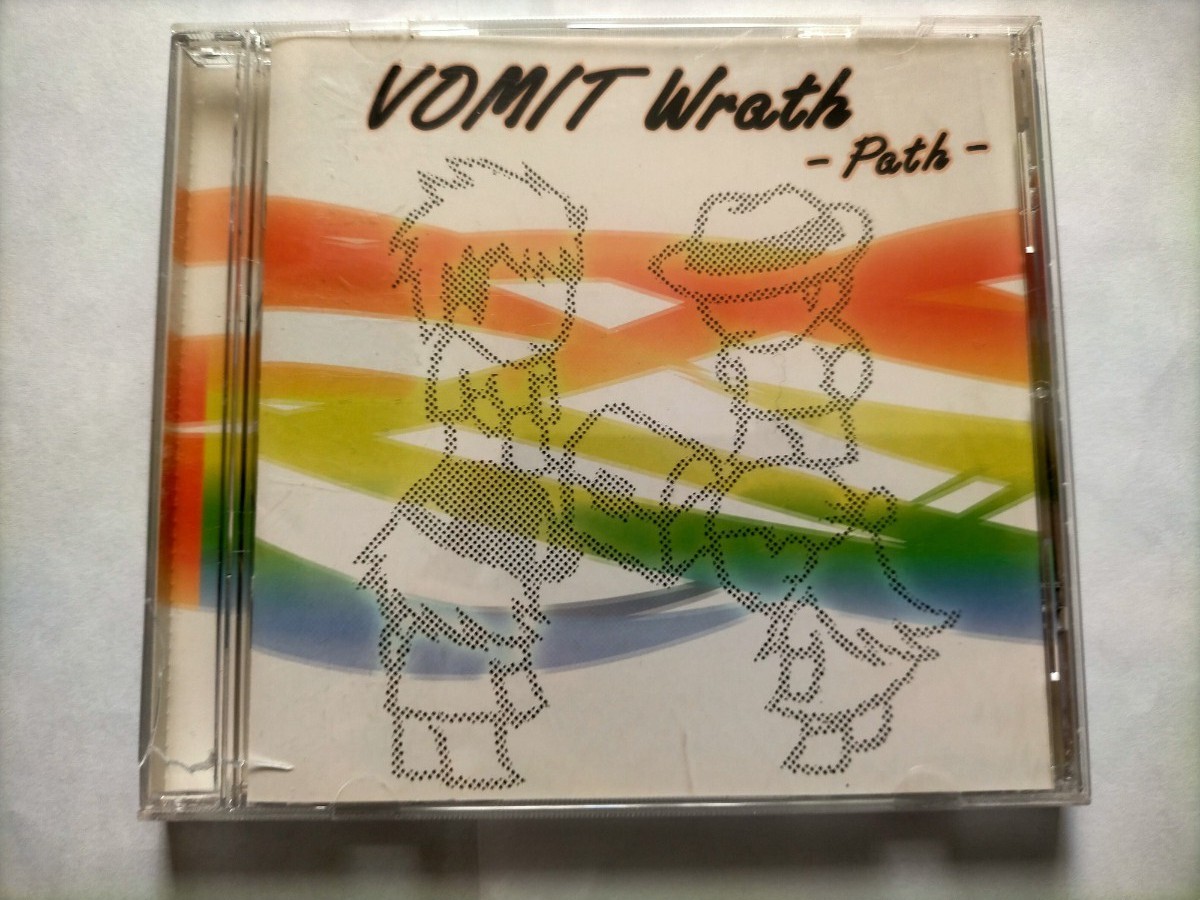 VOMIT Wrath
- Path -